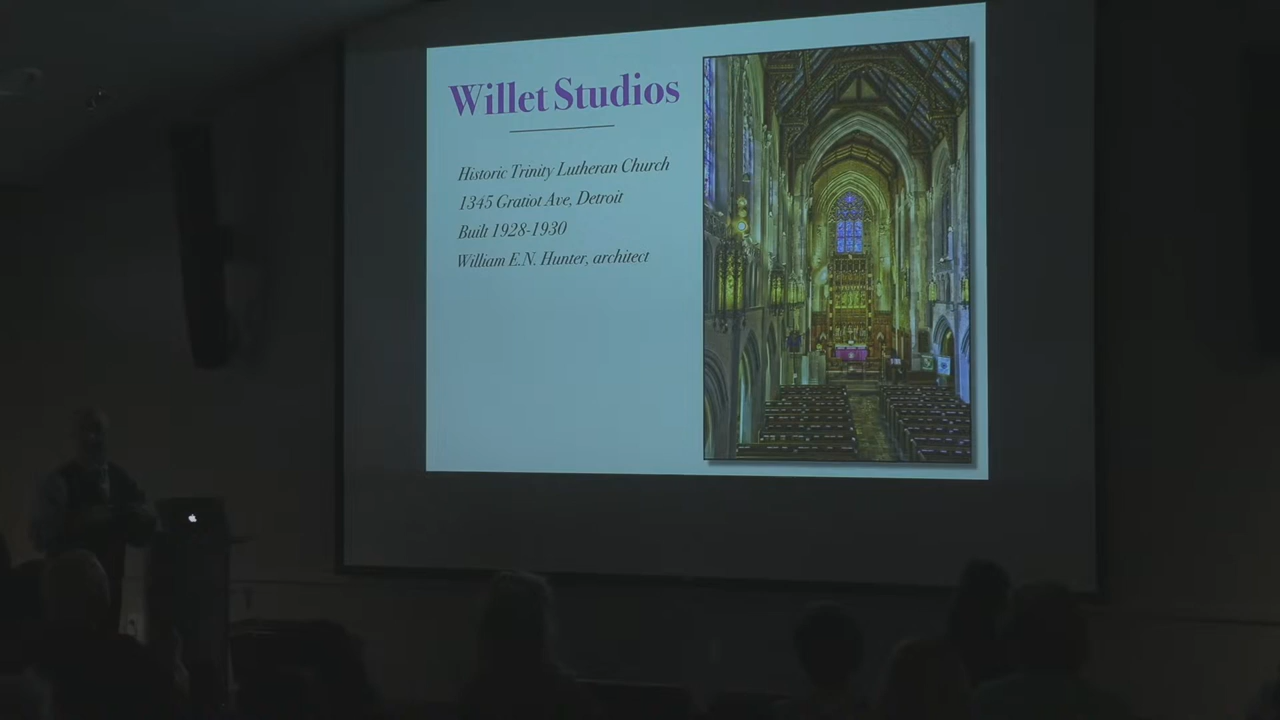 Willet Studios
Historic Trinity Lutheran Church
1345 Gratiot Ave, Detroit
Built 1928-1930
William E.N. Hunter, architect